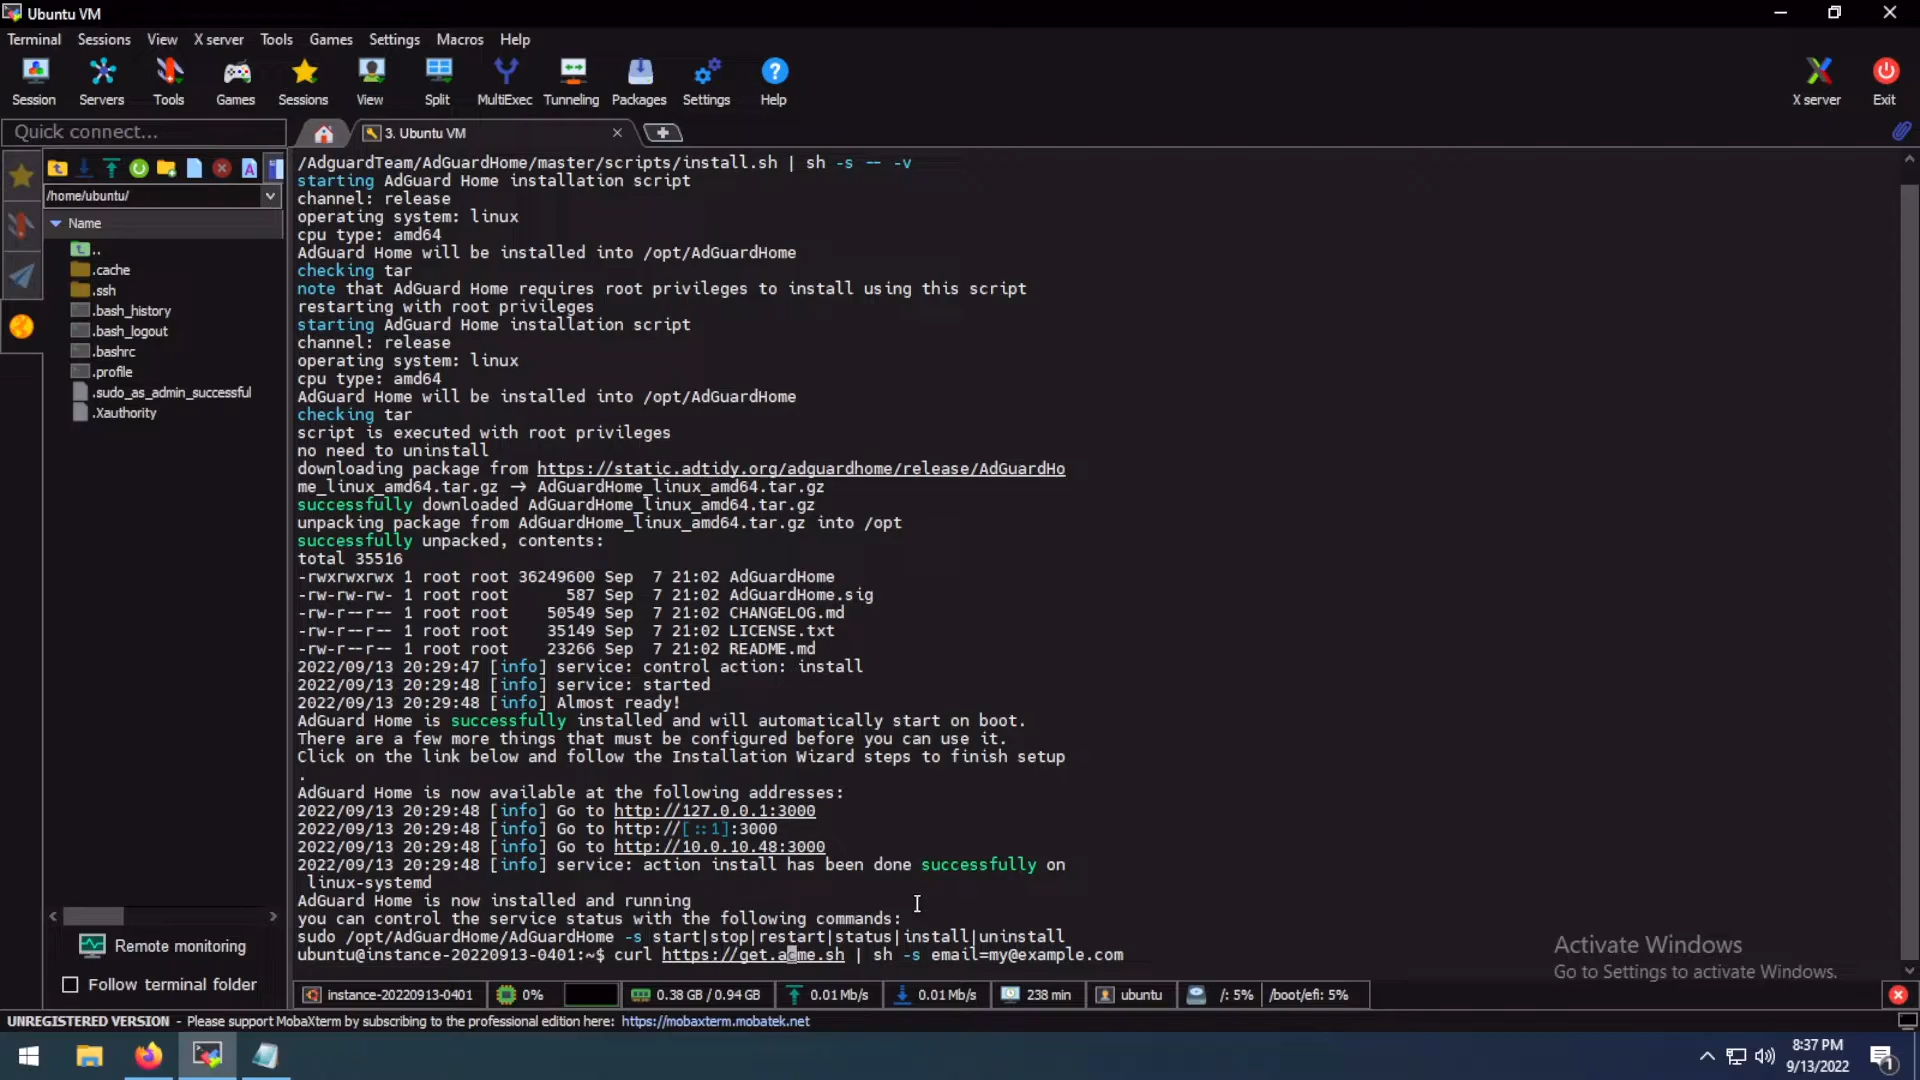 Ubuntu VM
Terminal Sessions View X server Tools Games Settings Macros Help
Session Servers Tools Games Sessions View Split MultiExec Tunneling Packages Settings Help X server Exit
Quick connect...
3. Ubuntu VM
/home/ubuntu/
Name
..
.cache
.ssh
.bash_history
.bash_logout
.bashrc
.profile
.sudo_as_admin_successful
.Xauthority
Remote monitoring
Follow terminal folder
/AdguardTeam/AdGuardHome/master/scripts/install.sh | sh -s -- -v
starting AdGuard Home installation script
channel: release
operating system: linux
cpu type: amd64
AdGuard Home will be installed into /opt/AdGuardHome
checking tar
note that AdGuard Home requires root privileges to install using this script
restarting with root privileges
starting AdGuard Home installation script
channel: release
operating system: linux
cpu type: amd64
AdGuard Home will be installed into /opt/AdGuardHome
checking tar
script is executed with root privileges
no need to uninstall
downloading package from https://static.adtidy.org/adguardhome/release/AdGuardHo
me_linux_amd64.tar.gz -> AdGuardHome_linux_amd64.tar.gz
successfully downloaded AdGuardHome_linux_amd64.tar.gz
unpacking package from AdGuardHome_linux_amd64.tar.gz into /opt
successfully unpacked, contents:
total 35516
-rwxrwxrwx 1 root root 36249600 Sep  7 21:02 AdGuardHome
-rw-rw-rw- 1 root root      587 Sep  7 21:02 AdGuardHome.sig
-rw-r--r-- 1 root root    50549 Sep  7 21:02 CHANGELOG.md
-rw-r--r-- 1 root root    35149 Sep  7 21:02 LICENSE.txt
-rw-r--r-- 1 root root    23266 Sep  7 21:02 README.md
2022/09/13 20:29:47 [info] service: control action: install
2022/09/13 20:29:48 [info] service: started
2022/09/13 20:29:48 [info] Almost ready!
AdGuard Home is successfully installed and will automatically start on boot.
There are a few more things that must be configured before you can use it.
Click on the link below and follow the Installation Wizard steps to finish setup
.
AdGuard Home is now available at the following addresses:
2022/09/13 20:29:48 [info] Go to http://127.0.0.1:3000
2022/09/13 20:29:48 [info] Go to http://[::1]:3000
2022/09/13 20:29:48 [info] Go to http://10.0.10.48:3000
2022/09/13 20:29:48 [info] service: action install has been done successfully on
 linux-systemd
AdGuard Home is now installed and running
you can control the service status with the following commands:
sudo /opt/AdGuardHome/AdGuardHome -s start|stop|restart|status|install|uninstall
ubuntu@instance-20220913-0401:~$ curl https://get.acme.sh | sh -s email=my@example.com
Activate Windows
Go to Settings to activate Windows.
instance-20220913-0401 0% 0.38 GB / 0.94 GB 0.01 Mb/s 0.01 Mb/s 238 min ubuntu /: 5% /boot/efi: 5%
UNREGISTERED VERSION - Please support MobaXterm by subscribing to the professional edition here: https://mobaxterm.mobatek.net
8:37 PM
9/13/2022
1